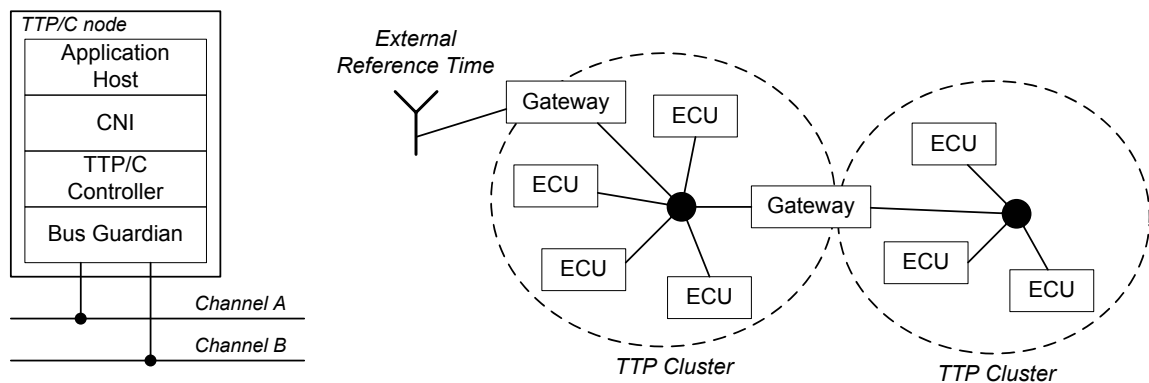 TTP/C node
Application
Host
CNI
TTP/C
Controller
Bus Guardian
Channel A
Channel B
External
Reference Time
Gateway
ECU
ECU
ECU
ECU
Gateway
TTP Cluster
ECU
ECU
ECU
TTP Cluster